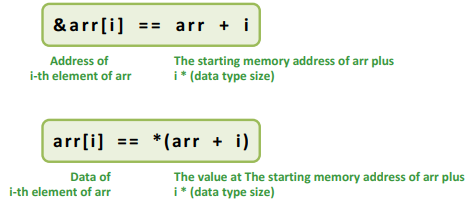 &arr[i] == arr + i
Address of
i-th element of arr
The starting memory address of arr plus
i * (data type size)
arr[i] == *(arr + i)
Data of
i-th element of arr
The value at The starting memory address of arr plus
i * (data type size)